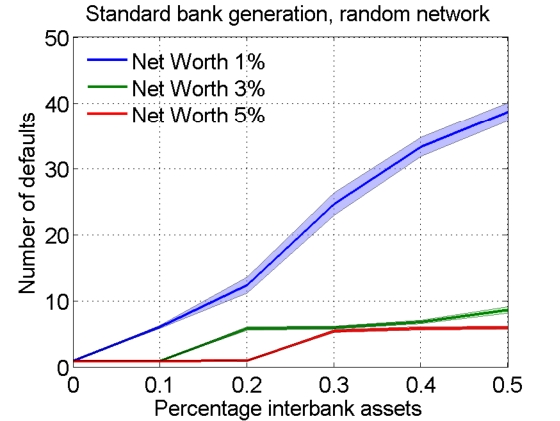 Standard bank generation, random network
50
40
30
20
10
0
Number of defaults
Net Worth 1%
Net Worth 3%
Net Worth 5%
0 0.1 0.2 0.3 0.4 0.5
Percentage interbank assets